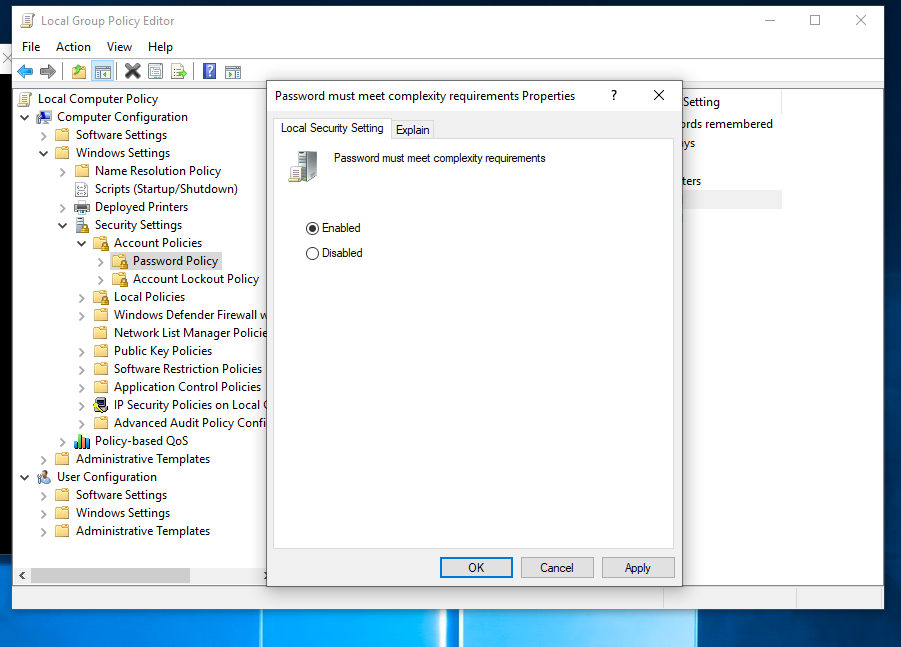 Local Group Policy Editor
File Action View Help
Local Computer Policy
Computer Configuration
Software Settings
Windows Settings
Name Resolution Policy
Scripts (Startup/Shutdown)
Deployed Printers
Security Settings
Account Policies
Password Policy
Account Lockout Policy
Local Policies
Windows Defender Firewall w
Network List Manager Policie
Public Key Policies
Software Restriction Policies
Application Control Policies
IP Security Policies on Local C
Advanced Audit Policy Confi
Policy-based QoS
Administrative Templates
User Configuration
Software Settings
Windows Settings
Administrative Templates
Password must meet complexity requirements Properties
?
Local Security Setting Explain
Password must meet complexity requirements
Enabled
Disabled
OK Cancel Apply
Setting
rds remembered
ys
ters